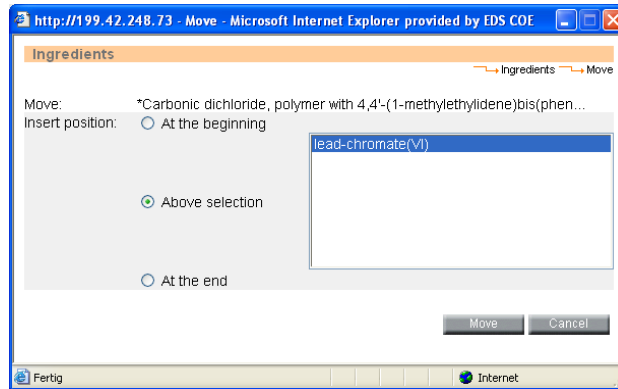 http://199.42.248.73 - Move - Microsoft Internet Explorer provided by EDS COE
Ingredients
Ingredients Move
Move: *Carbonic dichloride, polymer with 4,4'-(1-methylethylidene)bis(phen...
Insert position: At the beginning
lead-chromate(VI)
Above selection
At the end
Move Cancel
Fertig Internet